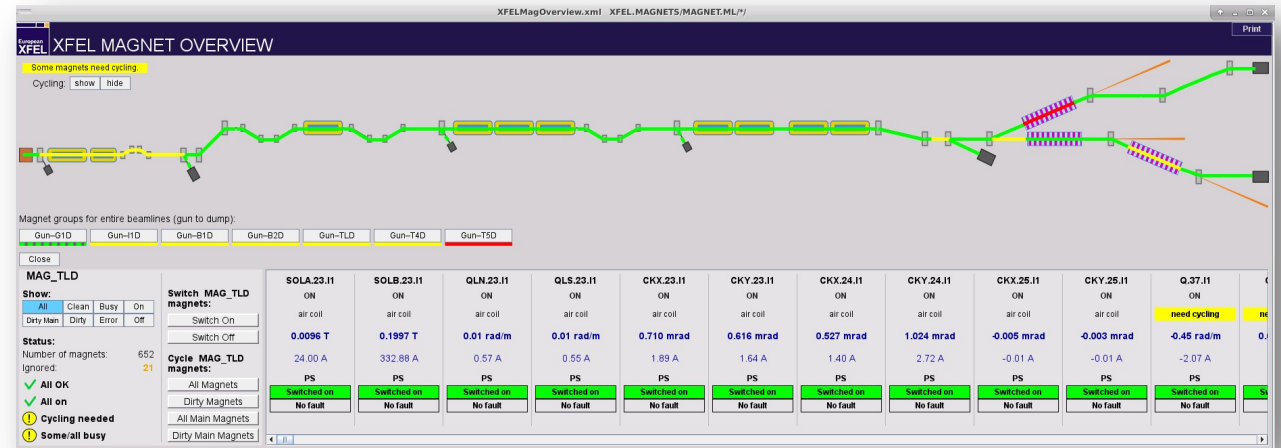 XFELMagOverview.xml XFEL.MAGNETS/MAGNET.ML/*/
European
XFEL XFEL MAGNET OVERVIEW
Print
Some magnets need cycling.
Cycling: show hide
Magnet groups for entire beamlines (gun to dump):
Gun–G1D Gun–I1D Gun–B1D Gun–B2D Gun–TLD Gun–T4D Gun–T5D
Close
MAG_TLD
Show:
All Clean Busy On
Dirty Main Dirty Error Off
Status:
Number of magnets: 652
Ignored: 21
All OK
All on
! Cycling needed
! Some/all busy
Switch MAG_TLD
magnets:
Switch On
Switch Off
Cycle MAG_TLD
magnets:
All Magnets
Dirty Magnets
All Main Magnets
Dirty Main Magnets
SOLA.23.I1 SOLB.23.I1 QLN.23.I1 QLS.23.I1 CKX.23.I1 CKY.23.I1 CKX.24.I1 CKY.24.I1 CKX.25.I1 CKY.25.I1 Q.37.I1
ON ON ON ON ON ON ON ON ON ON ON
air coil air coil air coil air coil air coil air coil air coil air coil air coil air coil need cycling ne
0.0096 T 0.1997 T 0.01 rad/m 0.01 rad/m 0.710 mrad 0.616 mrad 0.527 mrad 1.024 mrad -0.005 mrad -0.003 mrad -0.45 rad/m 0.
24.00 A 332.88 A 0.57 A 0.55 A 1.89 A 1.64 A 1.40 A 2.72 A -0.01 A -0.01 A -2.07 A
PS PS PS PS PS PS PS PS PS PS PS
Switched on Switched on Switched on Switched on Switched on Switched on Switched on Switched on Switched on Switched on Switched on
No fault No fault No fault No fault No fault No fault No fault No fault No fault No fault No fault